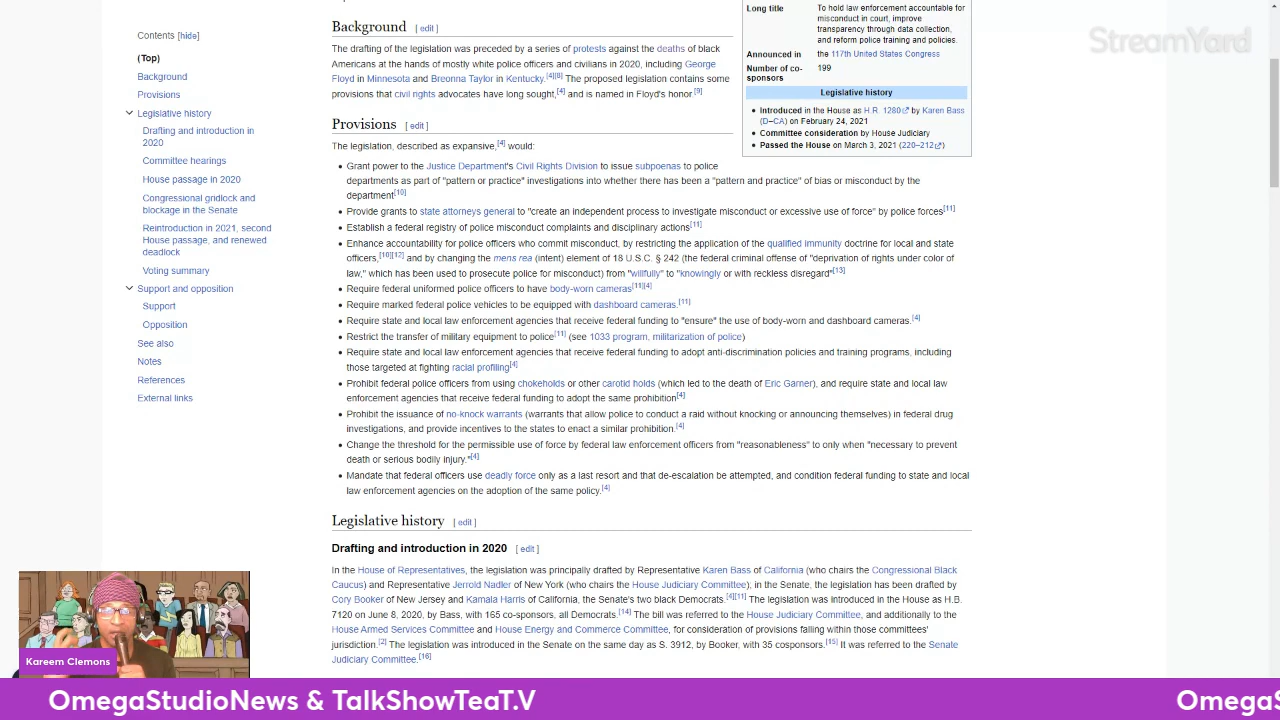 StreamYard
Contents [hide]
(Top)
Background
Provisions
Legislative history
Drafting and introduction in
2020
Committee hearings
House passage in 2020
Congressional gridlock and
blockage in the Senate
Reintroduction in 2021, second
House passage, and renewed
deadlock
Voting summary
Support and opposition
Support
Opposition
See also
Notes
References
External links
Background [ edit ]
The drafting of the legislation was preceded by a series of protests against the deaths of black
Americans at the hands of mostly white police officers and civilians in 2020, including George
Floyd in Minnesota and Breonna Taylor in Kentucky.[4][8] The proposed legislation contains some
provisions that civil rights advocates have long sought,[4] and is named in Floyd's honor.[9]
Long title To hold law enforcement accountable for
misconduct in court, improve
transparency through data collection,
and reform police training and policies.
Announced in the 117th United States Congress
Number of co- 199
sponsors
Legislative history
• Introduced in the House as H.R. 1280 by Karen Bass
(D–CA) on February 24, 2021
• Committee consideration by House Judiciary
• Passed the House on March 3, 2021 (220–212)
Provisions [ edit ]
The legislation, described as expansive,[4] would:
• Grant power to the Justice Department's Civil Rights Division to issue subpoenas to police
departments as part of "pattern or practice" investigations into whether there has been a "pattern and practice" of bias or misconduct by the
department[10]
• Provide grants to state attorneys general to "create an independent process to investigate misconduct or excessive use of force" by police forces[11]
• Establish a federal registry of police misconduct complaints and disciplinary actions[11]
• Enhance accountability for police officers who commit misconduct, by restricting the application of the qualified immunity doctrine for local and state
officers,[10][12] and by changing the mens rea (intent) element of 18 U.S.C. § 242 (the federal criminal offense of "deprivation of rights under color of
law," which has been used to prosecute police for misconduct) from "willfully" to "knowingly or with reckless disregard"[13]
• Require federal uniformed police officers to have body-worn cameras[11][4]
• Require marked federal police vehicles to be equipped with dashboard cameras.[11]
• Require state and local law enforcement agencies that receive federal funding to "ensure" the use of body-worn and dashboard cameras.[4]
• Restrict the transfer of military equipment to police[11] (see 1033 program, militarization of police)
• Require state and local law enforcement agencies that receive federal funding to adopt anti-discrimination policies and training programs, including
those targeted at fighting racial profiling[4]
• Prohibit federal police officers from using chokeholds or other carotid holds (which led to the death of Eric Garner), and require state and local law
enforcement agencies that receive federal funding to adopt the same prohibition[4]
• Prohibit the issuance of no-knock warrants (warrants that allow police to conduct a raid without knocking or announcing themselves) in federal drug
investigations, and provide incentives to the states to enact a similar prohibition.[4]
• Change the threshold for the permissible use of force by federal law enforcement officers from "reasonableness" to only when "necessary to prevent
death or serious bodily injury."[4]
• Mandate that federal officers use deadly force only as a last resort and that de-escalation be attempted, and condition federal funding to state and local
law enforcement agencies on the adoption of the same policy.[4]
Legislative history [ edit ]
Drafting and introduction in 2020 [ edit ]
In the House of Representatives, the legislation was principally drafted by Representative Karen Bass of California (who chairs the Congressional Black
Caucus) and Representative Jerrold Nadler of New York (who chairs the House Judiciary Committee); in the Senate, the legislation has been drafted by
Cory Booker of New Jersey and Kamala Harris of California, the Senate's two black Democrats.[4][11] The legislation was introduced in the House as H.B.
7120 on June 8, 2020, by Bass, with 165 co-sponsors, all Democrats.[14] The bill was referred to the House Judiciary Committee, and additionally to the
House Armed Services Committee and House Energy and Commerce Committee, for consideration of provisions falling within those committees'
jurisdiction.[2] The legislation was introduced in the Senate on the same day as S. 3912, by Booker, with 35 cosponsors.[15] It was referred to the Senate
Judiciary Committee.[16]
Kareem Clemons
OmegaStudioNews & TalkShowTeaT.V
OmegaS